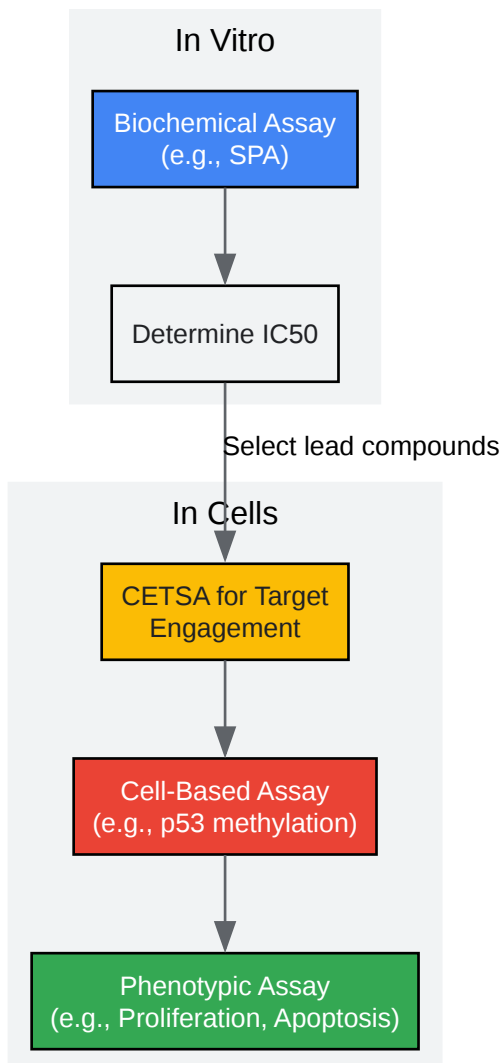 In Vitro
Biochemical Assay
(e.g., SPA)
Determine IC50
Select lead compounds
In Cells
CETSA for Target
Engagement
Cell-Based Assay
(e.g., p53 methylation)
Phenotypic Assay
(e.g., Proliferation, Apoptosis)